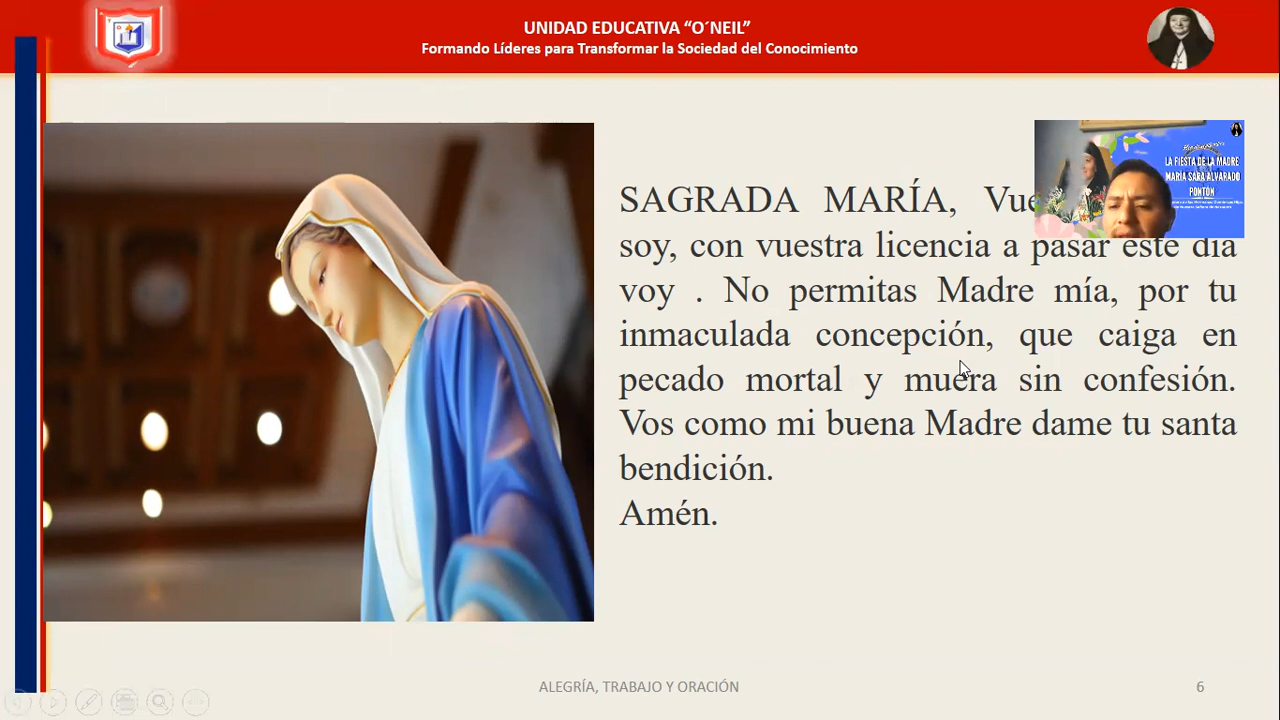 UNIDAD EDUCATIVA “O´NEIL”
Formando Líderes para Transformar la Sociedad del Conocimiento
LA FIESTA DE LA MADRE
MARÍA SARA ALVARADO
PONTÓN
SAGRADA MARÍA,
soy, con vuestra licencia a pasar este día
voy . No permitas Madre mía, por tu
inmaculada concepción, que caiga en
pecado mortal y muera sin confesión.
Vos como mi buena Madre dame tu santa
bendición.
Amén.
ALEGRÍA, TRABAJO Y ORACIÓN
6